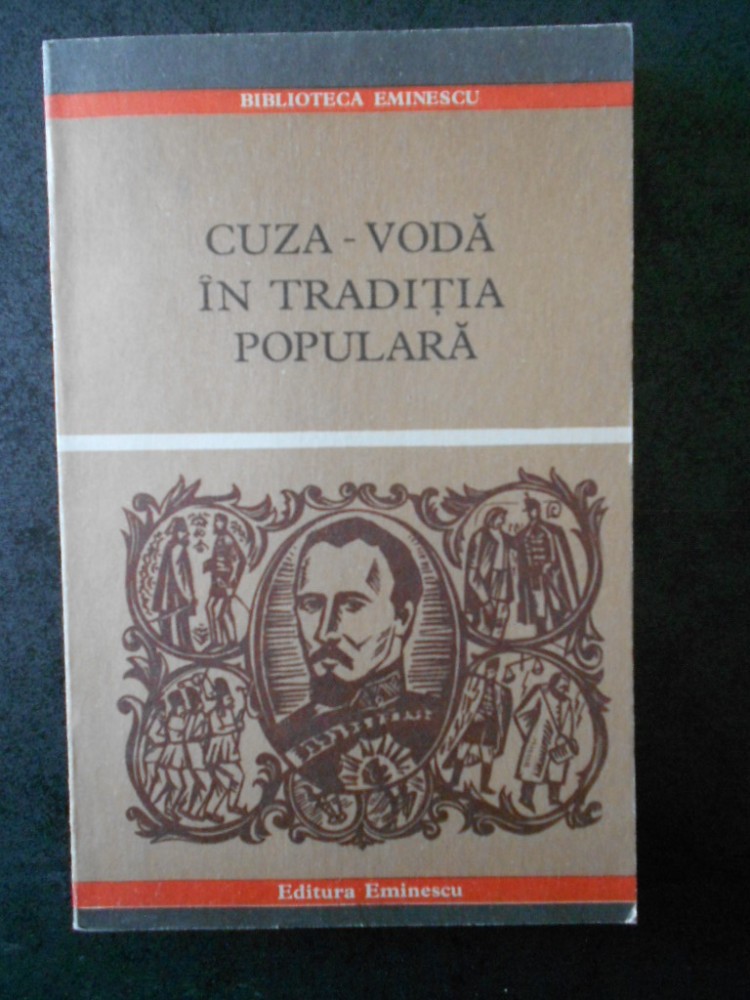 BIBLIOTECA EMINESCU
CUZA - VODĂ
ÎN TRADIȚIA
POPULARĂ
Editura Eminescu